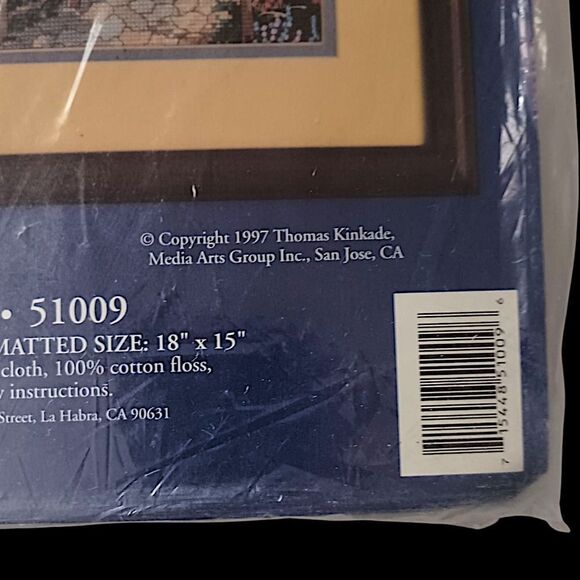 © Copyright 1997 Thomas Kinkade,
Media Arts Group Inc., San Jose, CA
• 51009
MATTED SIZE: 18" x 15"
cloth, 100% cotton floss,
y instructions.
Street, La Habra, CA 90631
7 15448 51009 6